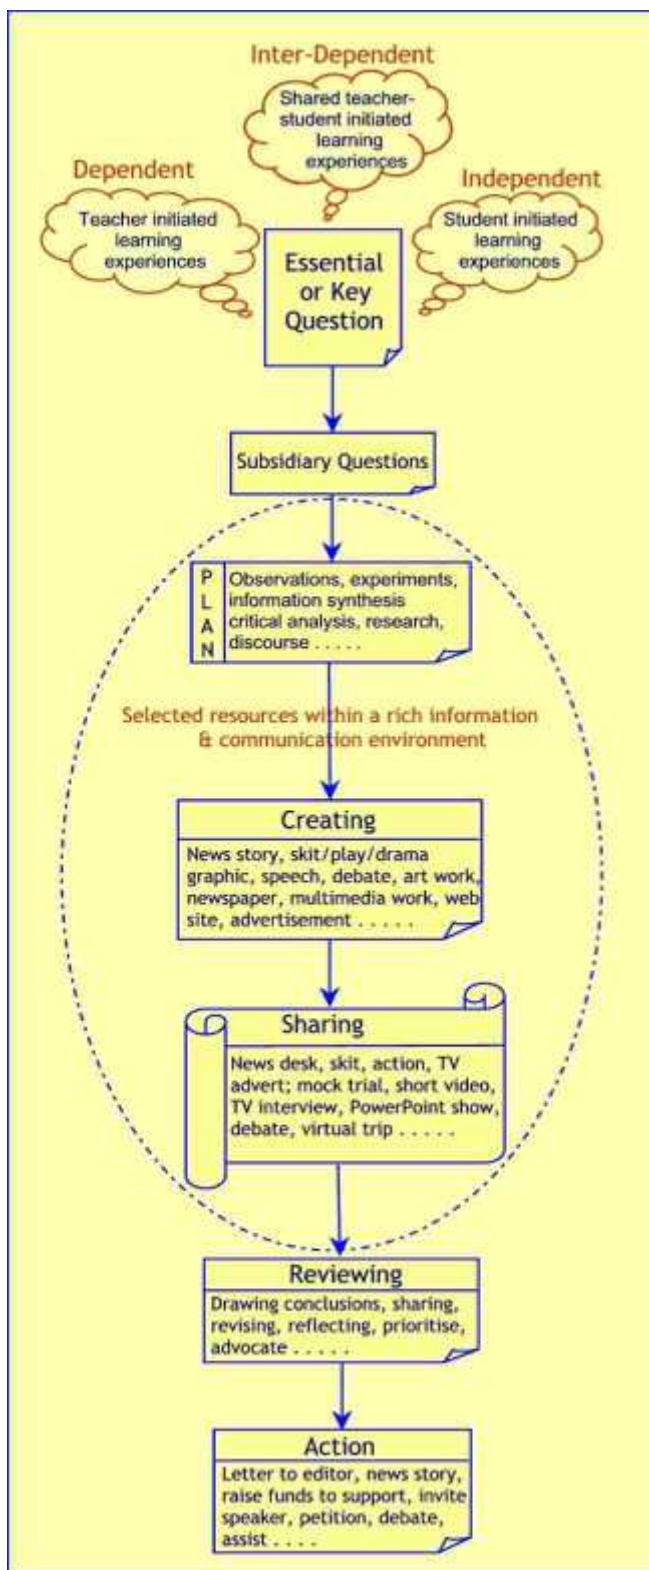 Inter-Dependent
Shared teacher-
student initiated
learning
experiences
Dependent
Teacher initiated
learning
experiences
Independent
Student initiated
learning
experiences
Essential
or Key
Question
Subsidiary Questions
P
L
A
N
Observations, experiments,
information synthesis
critical analysis, research,
discourse . . . . .
Selected resources within a rich information
& communication environment
Creating
News story, skit/play/drama
graphic, speech, debate, art work,
newspaper, multimedia work, web
site, advertisement . . . . .
Sharing
News desk, skit, action, TV
advert; mock trial, short video,
TV interview, PowerPoint show,
debate, virtual trip . . . . .
Reviewing
Drawing conclusions, sharing,
revising, reflecting, prioritise,
advocate . . . . .
Action
Letter to editor, news story,
raise funds to support, invite
speaker, petition, debate,
assist . . . .